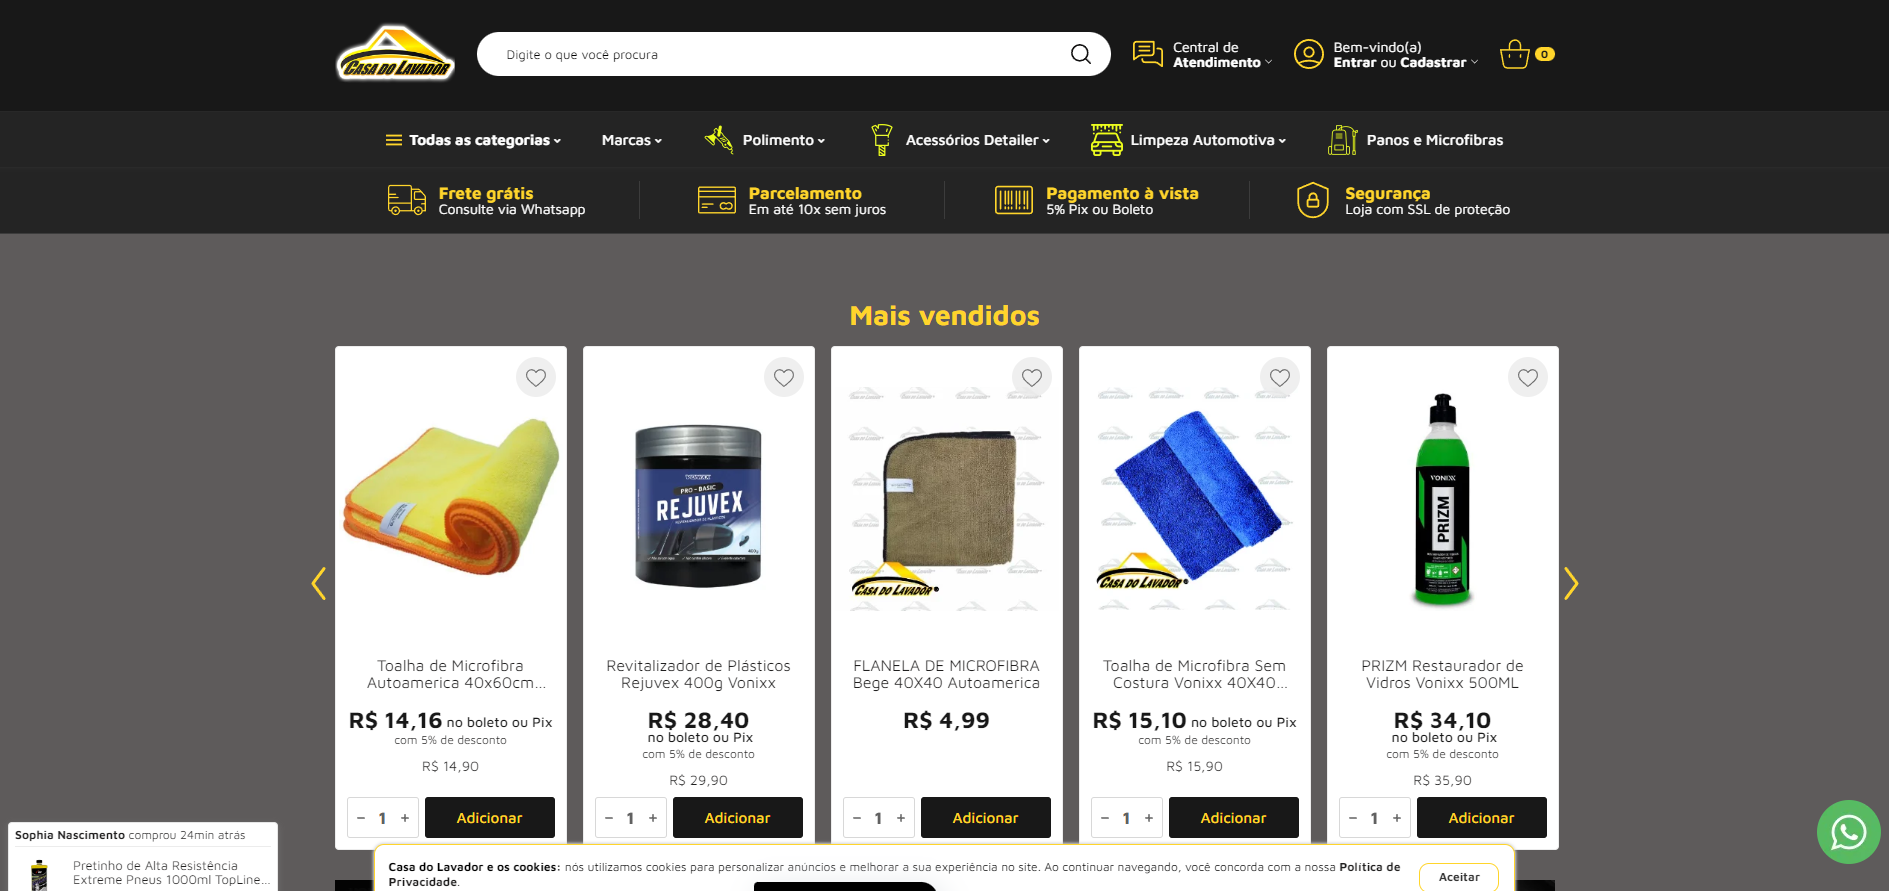 CASA DO LAVADOR
Digite o que você procura
Central de
Atendimento
Bem-vindo(a)
Entrar ou Cadastrar
0
Todas as categorias
Marcas
Polimento
Acessórios Detailer
Limpeza Automotiva
Panos e Microfibras
Frete grátis
Consulte via Whatsapp
Parcelamento
Em até 10x sem juros
Pagamento à vista
5% Pix ou Boleto
Segurança
Loja com SSL de proteção
Mais vendidos
PRO-BASIC
REJUVEX
CASA DO LAVADOR®
CASA DO LAVADOR®
VONIXX
PRIZM
Toalha de Microfibra
Autoamerica 40x60cm...
R$ 14,16 no boleto ou Pix
com 5% de desconto
R$ 14,90
− 1 +
Adicionar
Revitalizador de Plásticos
Rejuvex 400g Vonixx
R$ 28,40
no boleto ou Pix
com 5% de desconto
R$ 29,90
− 1 +
Adicionar
FLANELA DE MICROFIBRA
Bege 40X40 Autoamerica
R$ 4,99
− 1 +
Adicionar
Toalha de Microfibra Sem
Costura Vonixx 40X40...
R$ 15,10 no boleto ou Pix
com 5% de desconto
R$ 15,90
− 1 +
Adicionar
PRIZM Restaurador de
Vidros Vonixx 500ML
R$ 34,10
no boleto ou Pix
com 5% de desconto
R$ 35,90
− 1 +
Adicionar
Sophia Nascimento comprou 24min atrás
Pretinho de Alta Resistência
Extreme Pneus 1000ml TopLine...
Casa do Lavador e os cookies: nós utilizamos cookies para personalizar anúncios e melhorar a sua experiência no site. Ao continuar navegando, você concorda com a nossa Política de
Privacidade.
Aceitar